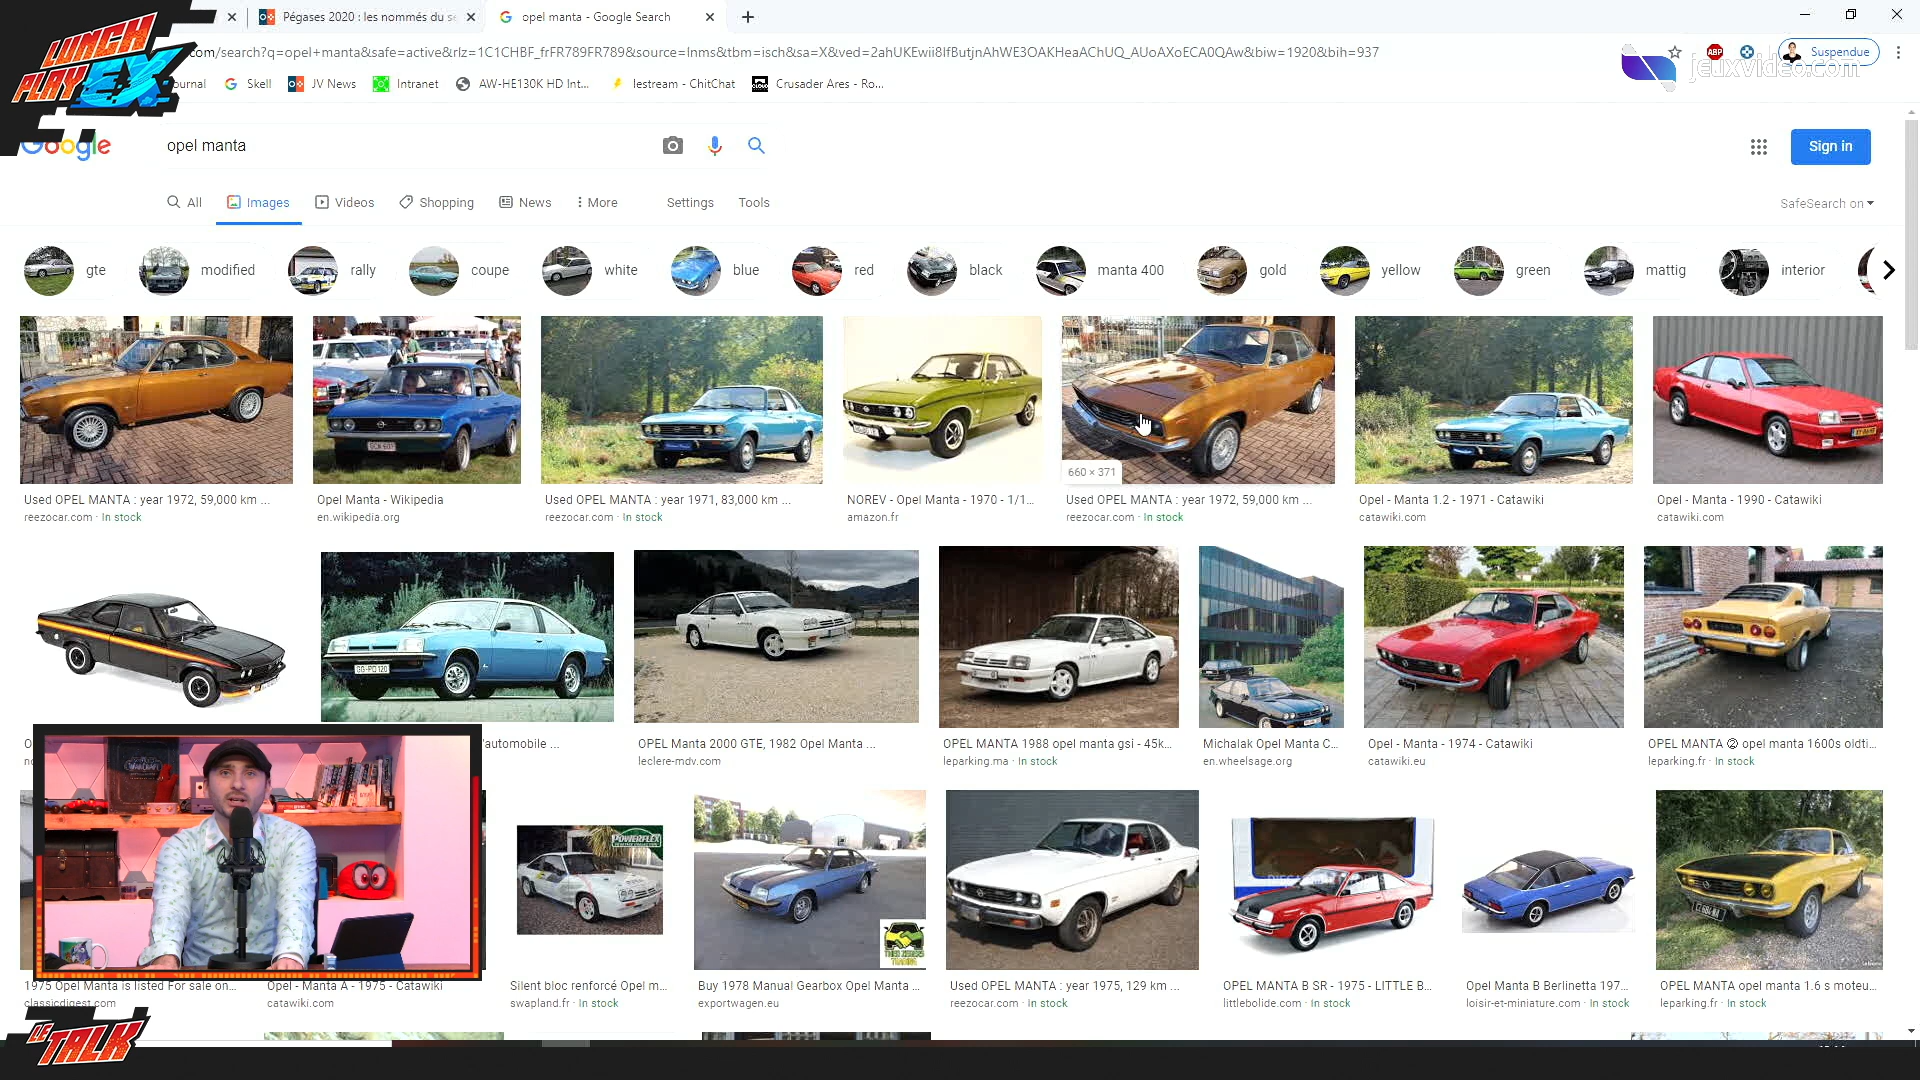 LUNCH
PLAY EX
Pégases 2020 : les nommés du se
opel manta - Google Search
com/search?q=opel+manta&safe=active&rlz=1C1CHBF_frFR789FR789&source=lnms&tbm=isch&sa=X&ved=2ahUKEwii8IfButjnAhWE3OAKHeaAChUQ_AUoAXoECA0QAw&biw=1920&bih=937
ABP
Suspendue
jeuxvideo.com
ournal
Skell
JV News
Intranet
AW-HE130K HD Int...
lestream - ChitChat
Crusader Ares - Ro...
Google
opel manta
Sign in
All
Images
Videos
Shopping
News
More
Settings
Tools
SafeSearch on
gte
modified
rally
coupe
white
blue
red
black
manta 400
gold
yellow
green
mattig
interior
660 × 371
Used OPEL MANTA : year 1972, 59,000 km ...
reezocar.com · In stock
Opel Manta - Wikipedia
en.wikipedia.org
Used OPEL MANTA : year 1971, 83,000 km ...
reezocar.com · In stock
NOREV - Opel Manta - 1970 - 1/1...
amazon.fr
Used OPEL MANTA : year 1972, 59,000 km ...
reezocar.com · In stock
Opel - Manta 1.2 - 1971 - Catawiki
catawiki.com
Opel - Manta - 1990 - Catawiki
catawiki.com
GG-PD 120
'automobile ...
OPEL Manta 2000 GTE, 1982 Opel Manta ...
leclere-mdv.com
OPEL MANTA 1988 opel manta gsi - 45k...
leparking.ma · In stock
Michalak Opel Manta C...
en.wheelsage.org
Opel - Manta - 1974 - Catawiki
catawiki.eu
OPEL MANTA ② opel manta 1600s oldti...
leparking.fr · In stock
POWERFLEX
1975 Opel Manta is listed For sale on...
classicdigest.com
Opel - Manta A - 1975 - Catawiki
catawiki.com
Silent bloc renforcé Opel m...
swapland.fr · In stock
Buy 1978 Manual Gearbox Opel Manta ...
exportwagen.eu
Used OPEL MANTA : year 1975, 129 km ...
reezocar.com · In stock
OPEL MANTA B SR - 1975 - LITTLE B...
littlebolide.com · In stock
Opel Manta B Berlinetta 197...
loisir-et-miniature.com · In stock
OPEL MANTA opel manta 1.6 s moteu...
leparking.fr · In stock
LE
TALK